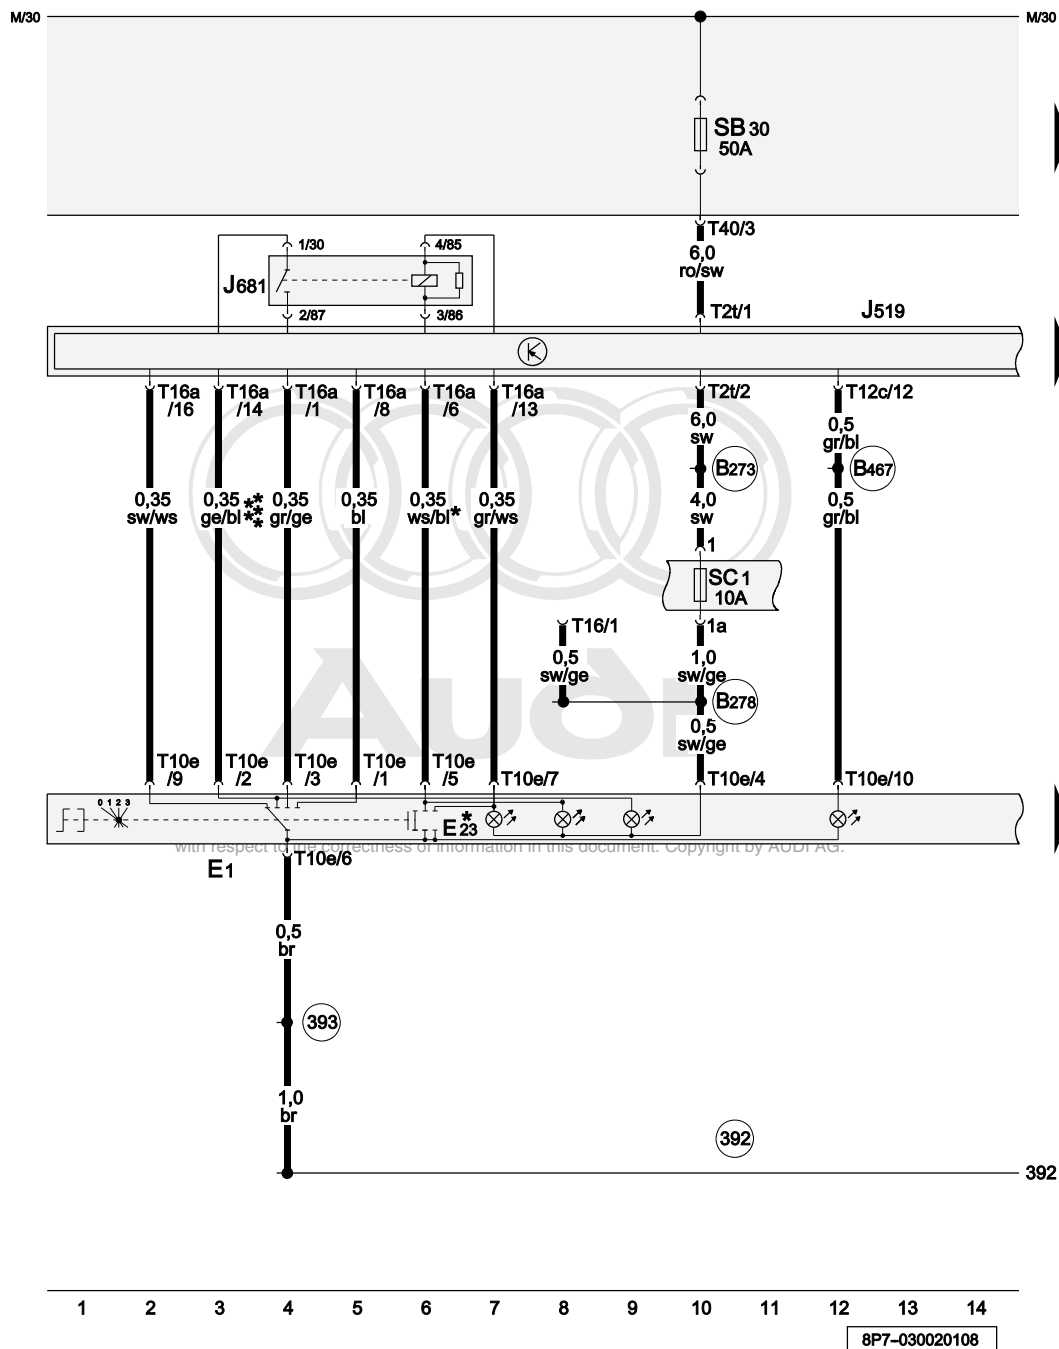 M/30 M/30
SB 30
50A
T40/3
6,0
ro/sw
1/30 4/85
J681
2/87 3/86
T2t/1
J519
T16a T16a T16a T16a T16a T16a T2t/2 T12c/12
/16 /14 /1 /8 /6 /13
6,0 0,5
sw gr/bl
B273 B467
0,35 0,35 *** 0,35 0,35 0,35 0,35 4,0 0,5
sw/ws ge/bl gr/ge bl ws/bl* gr/ws sw gr/bl
1
SC 1
10A
T16/1 1a
0,5 1,0
sw/ge sw/ge
AUDI
B278
0,5
sw/ge
T10e T10e T10e T10e T10e
/9 /2 /3 /1 /5 T10e/7 T10e/4 T10e/10
0 1 2 3
E23*
with respect to the correctness of information in this document. Copyright by AUDI AG.
E1 T10e/6
0,5
br
393
1,0
br
392
392
1 2 3 4 5 6 7 8 9 10 11 12 13 14
8P7-030020108